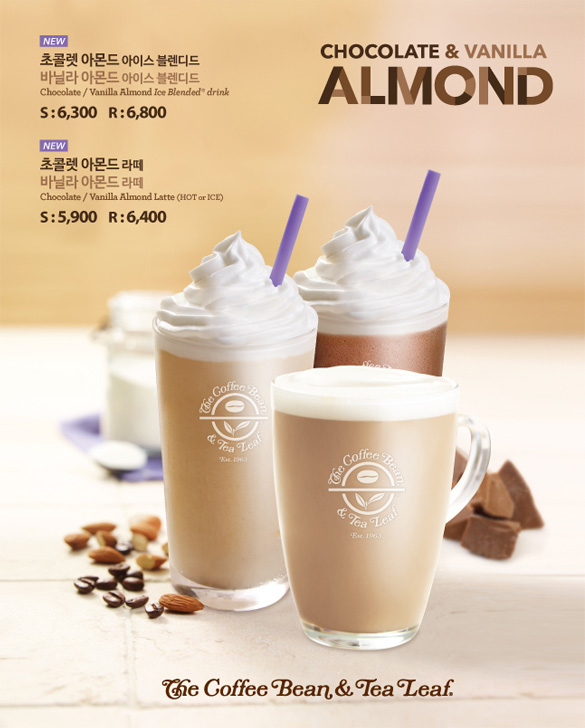 NEW
초콜렛 아몬드 아이스 블렌디드
바닐라 아몬드 아이스 블렌디드
Chocolate / Vanilla Almond Ice Blended® drink
S : 6,300 R : 6,800
NEW
초콜렛 아몬드 라떼
바닐라 아몬드 라떼
Chocolate / Vanilla Almond Latte (HOT or ICE)
S : 5,900 R : 6,400
CHOCOLATE & VANILLA
ALMOND
The Coffee Bean
& Tea Leaf
Est. 1963
The Coffee Bean
& Tea Leaf
Est. 1963
The Coffee Bean & Tea Leaf.